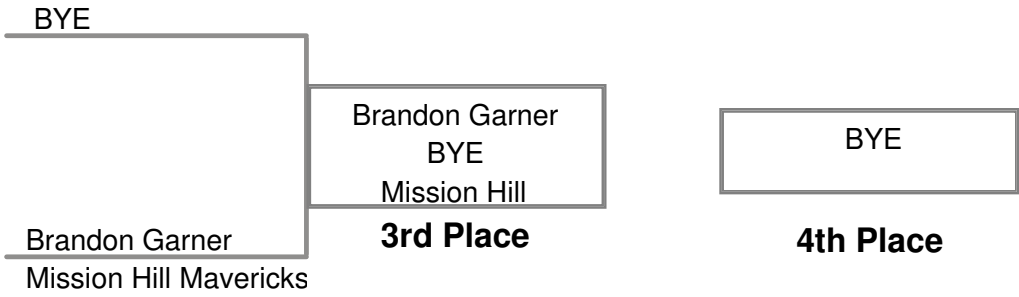 BYE
Brandon Garner
BYE
Mission Hill
3rd Place
BYE
4th Place
Brandon Garner
Mission Hill Mavericks